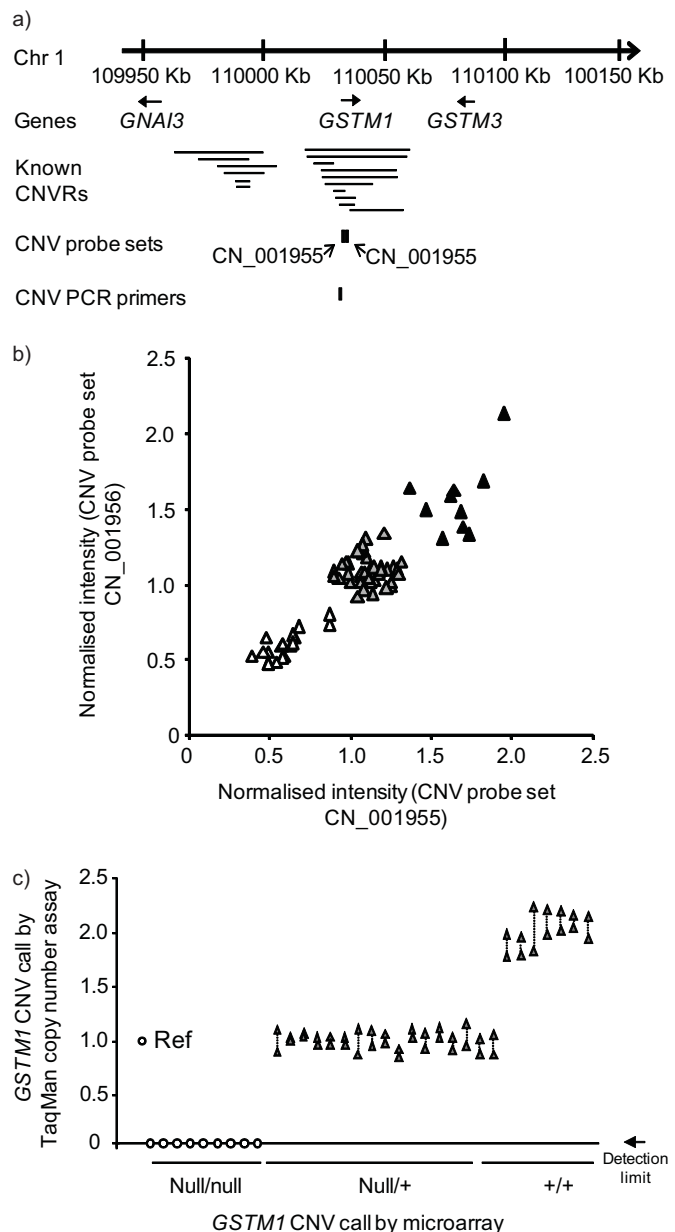 a)
Chr 1
109950 Kb 110000 Kb 110050 Kb 110100 Kb 100150 Kb
Genes GNAI3 GSTM1 GSTM3
Known
CNVRs
CNV probe sets
CN_001955 CN_001955
CNV PCR primers
b)
Normalised intensity (CNV probe set
CN_001956)
2.5
2.0
1.5
1.0
0.5
0
0 0.5 1.0 1.5 2.0 2.5
Normalised intensity (CNV probe set
CN_001955)
c)
GSTM1 CNV call by
TaqMan copy number assay
2.5
2.0
1.5
1.0
0.5
0
Ref
Detection
limit
Null/null Null/+ +/+
GSTM1 CNV call by microarray